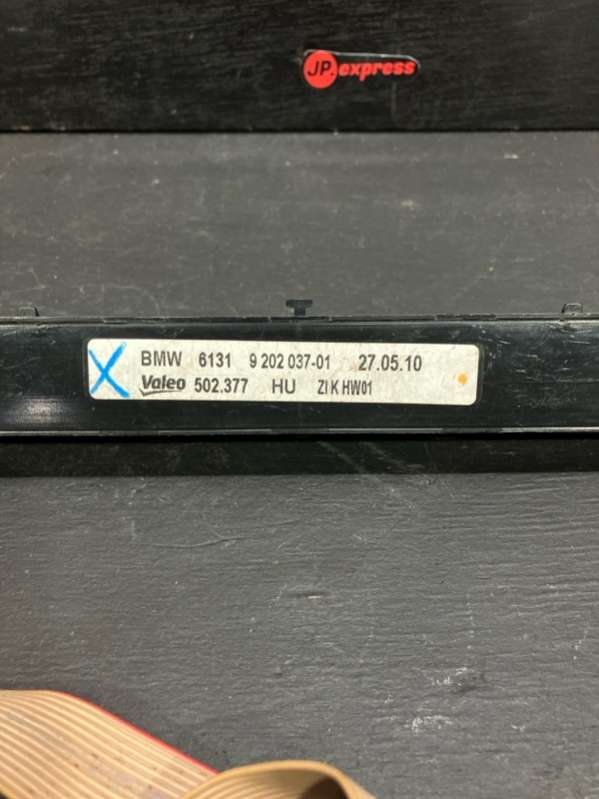 JP.express
BMW 6131 9 202 037-01 27.05.10
Valeo 502.377 HU ZI K HW01